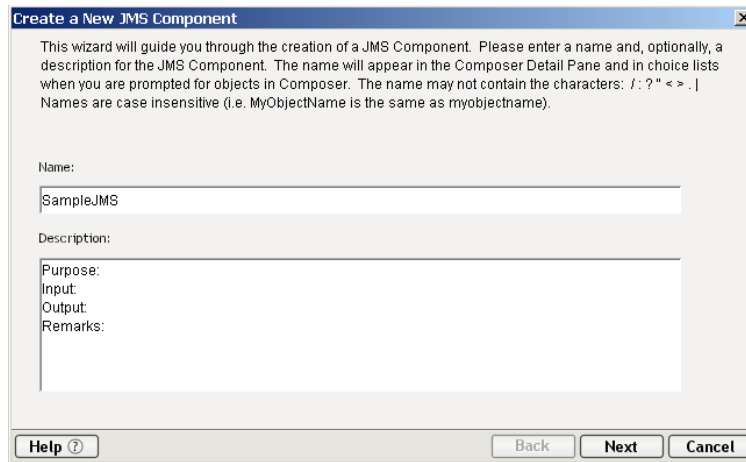 Create a New JMS Component
This wizard will guide you through the creation of a JMS Component. Please enter a name and, optionally, a
description for the JMS Component. The name will appear in the Composer Detail Pane and in choice lists
when you are prompted for objects in Composer. The name may not contain the characters: / : ? " < > . |
Names are case insensitive (i.e. MyObjectName is the same as myobjectname).
Name:
SampleJMS
Description:
Purpose:
Input:
Output:
Remarks:
Help ?
Back
Next
Cancel